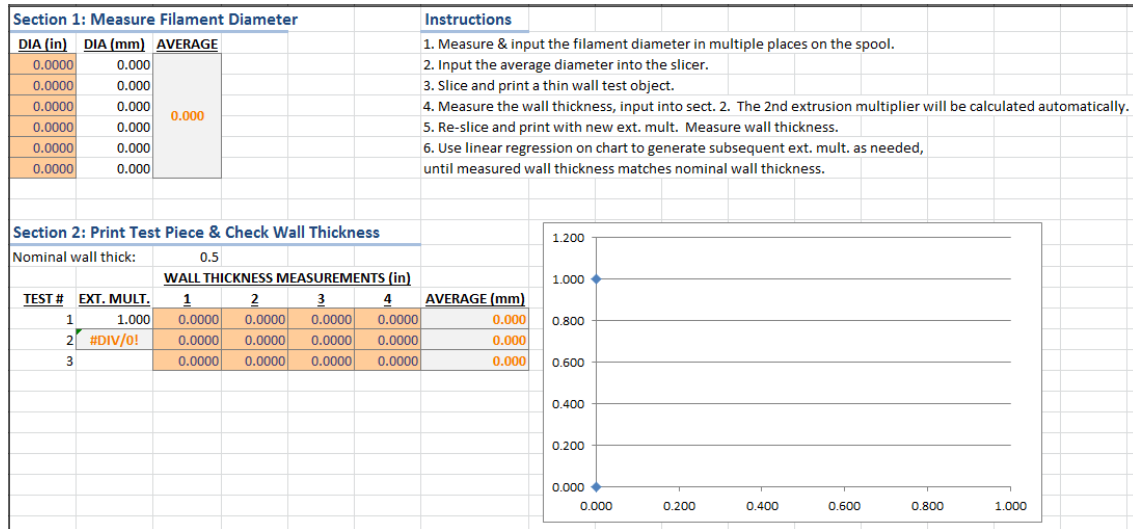 Section 1: Measure Filament Diameter
DIA (in) DIA (mm) AVERAGE
0.0000 0.000
0.0000 0.000
0.0000 0.000
0.000
0.0000 0.000
0.0000 0.000
0.0000 0.000
Instructions
1. Measure & input the filament diameter in multiple places on the spool.
2. Input the average diameter into the slicer.
3. Slice and print a thin wall test object.
4. Measure the wall thickness, input into sect. 2. The 2nd extrusion multiplier will be calculated automatically.
5. Re-slice and print with new ext. mult. Measure wall thickness.
6. Use linear regression on chart to generate subsequent ext. mult. as needed,
until measured wall thickness matches nominal wall thickness.
Section 2: Print Test Piece & Check Wall Thickness
Nominal wall thick: 0.5
WALL THICKNESS MEASUREMENTS (in)
TEST # EXT. MULT. 1 2 3 4 AVERAGE (mm)
1 1.000 0.0000 0.0000 0.0000 0.0000 0.000
2 #DIV/0! 0.0000 0.0000 0.0000 0.0000 0.000
3 0.0000 0.0000 0.0000 0.0000 0.000
1.200
1.000
0.800
0.600
0.400
0.200
0.000
0.000 0.200 0.400 0.600 0.800 1.000